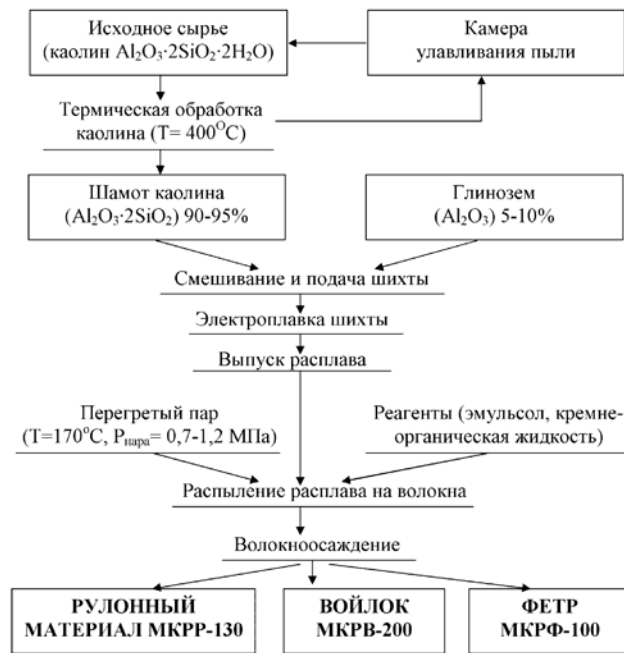 Исходное сырье
(каолин Al₂O₃·2SiO₂·2H₂O)
Камера
улавливания пыли
Термическая обработка
каолина (T= 400ᴼC)
Шамот каолина
(Al₂O₃·2SiO₂) 90-95%
Глинозем
(Al₂O₃) 5-10%
Смешивание и подача шихты
Электроплавка шихты
Выпуск расплава
Перегретый пар
(T=170°C, Pпара= 0,7-1,2 МПа)
Реагенты (эмульсол, кремне-
органическая жидкость)
Распыление расплава на волокна
Волокноосаждение
РУЛОННЫЙ
МАТЕРИАЛ МКРР-130
ВОЙЛОК
МКРВ-200
ФЕТР
МКРФ-100